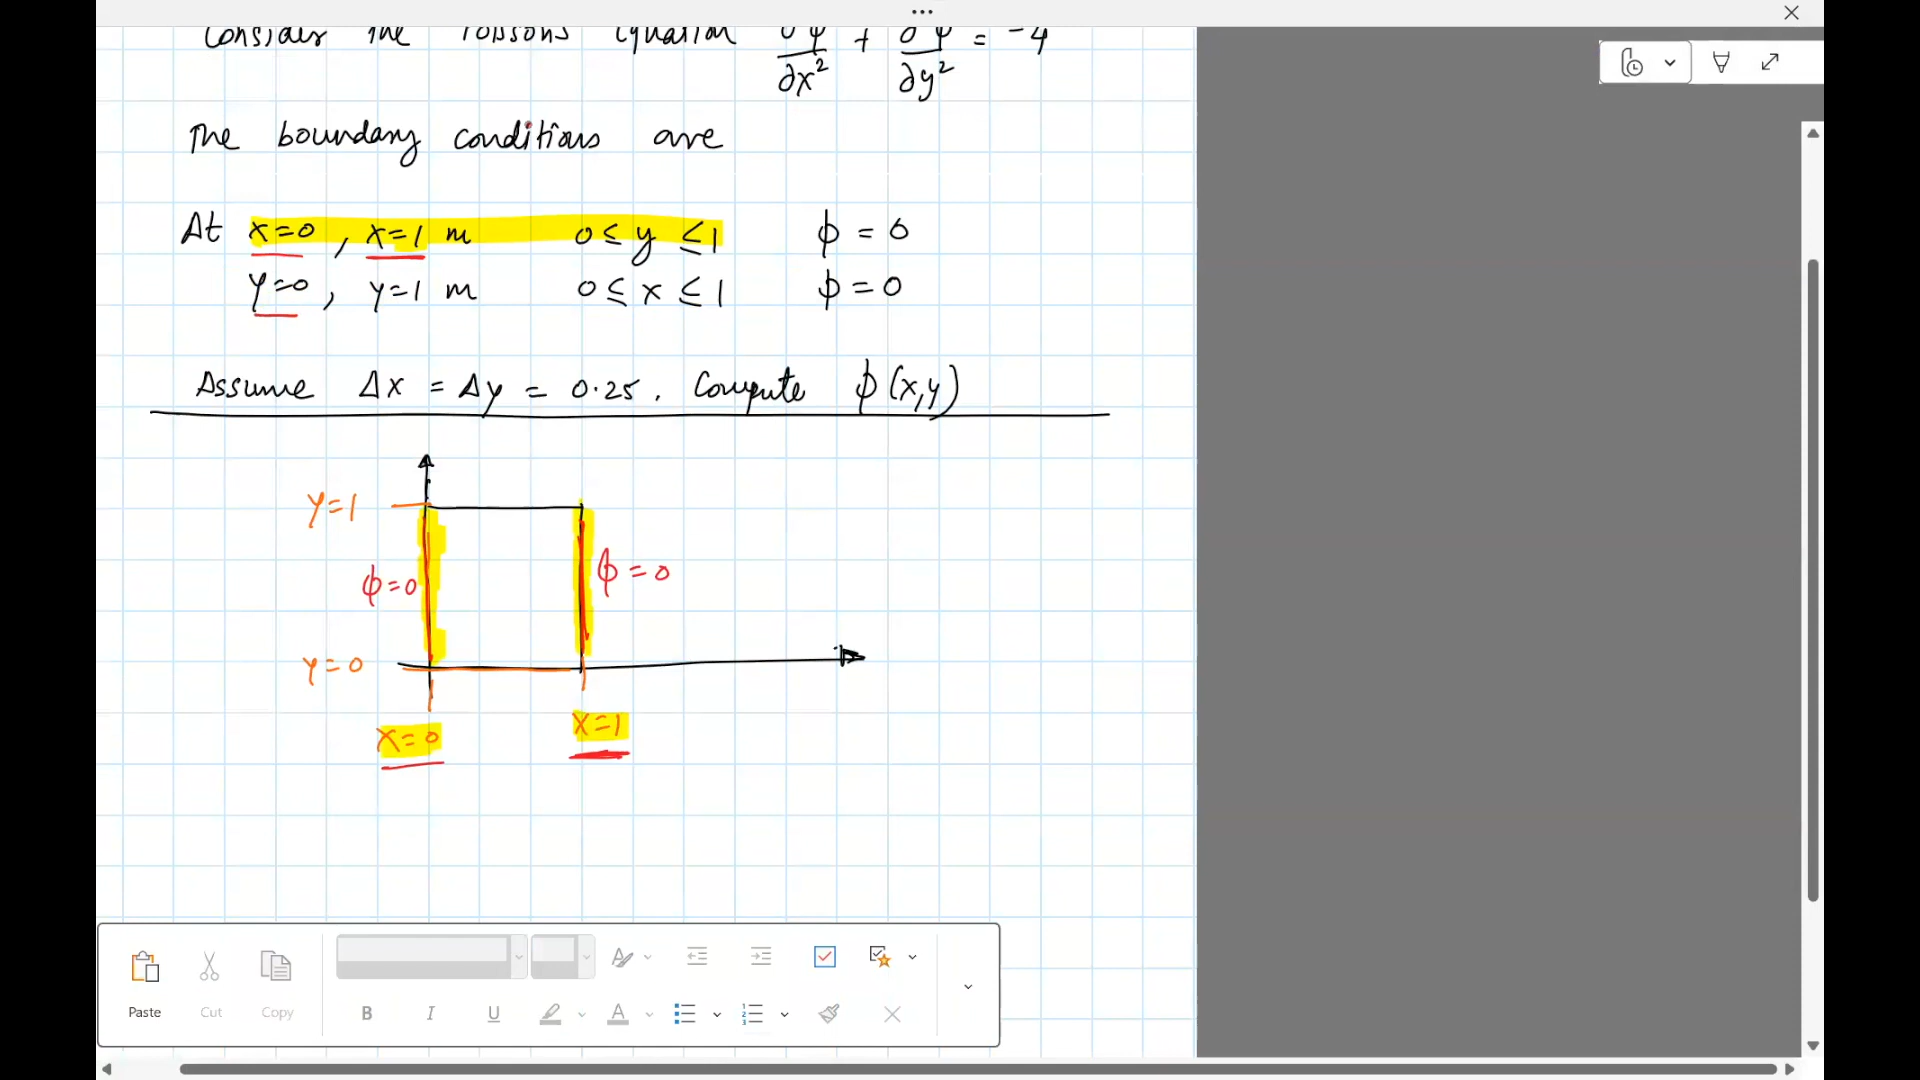 Consider the Poissons Equation ∂²φ/∂x² + ∂²φ/∂y² = -4
The boundary conditions are
At x=0, x=1 m 0≤y≤1 φ=0
y=0, y=1 m 0≤x≤1 φ=0
Assume Δx = Δy = 0.25. Compute φ(x,y)
y=1
φ=0 φ=0
y=0
x=0 x=1
Paste Cut Copy B I U A